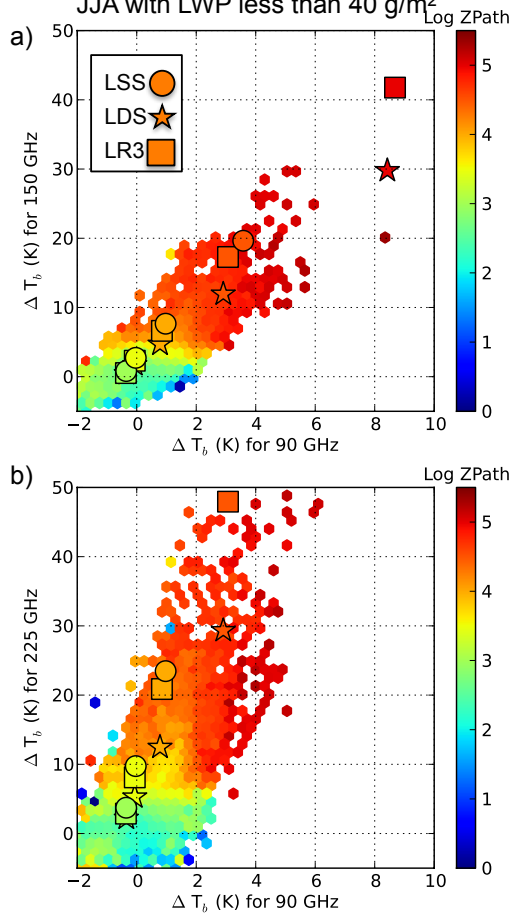 JJA with LWP less than 40 g/m²
a)
Log ZPath
LSS
LDS
LR3
Δ T_b (K) for 150 GHz
50
40
30
20
10
0
−2 0 2 4 6 8 10
Δ T_b (K) for 90 GHz
5
4
3
2
1
0
b)
Log ZPath
Δ T_b (K) for 225 GHz
50
40
30
20
10
0
−2 0 2 4 6 8 10
Δ T_b (K) for 90 GHz
5
4
3
2
1
0